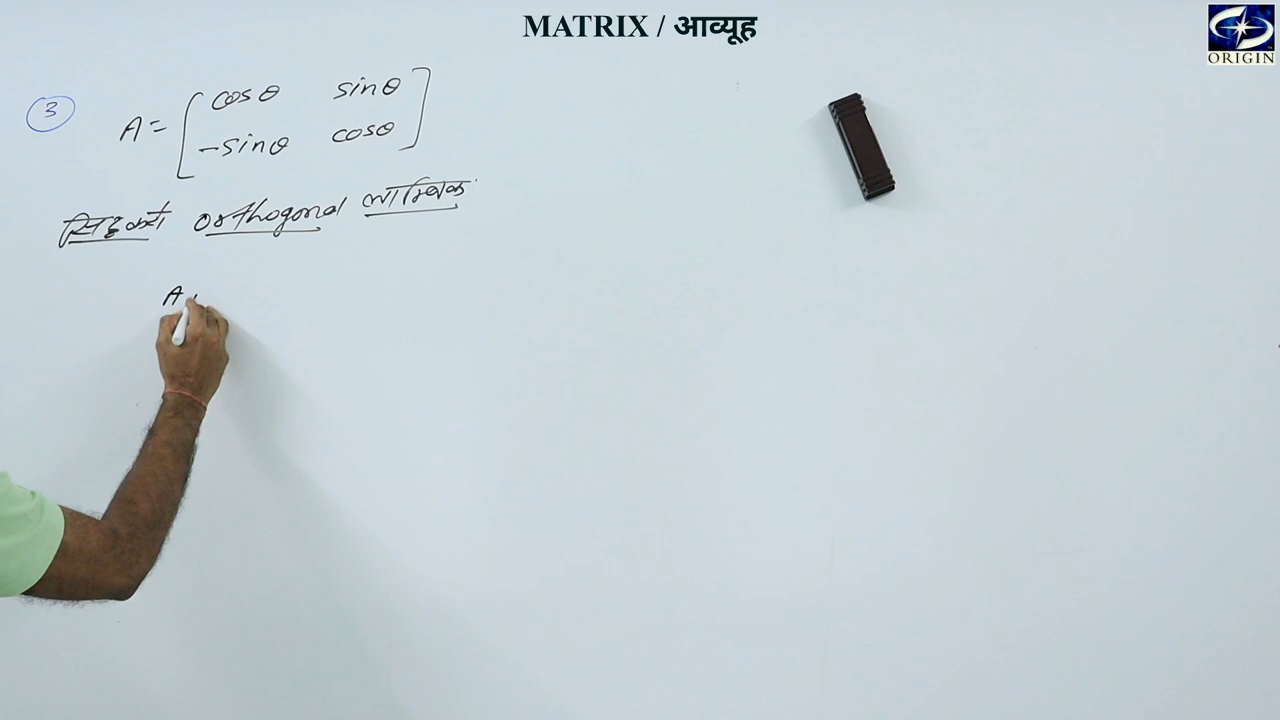 MATRIX / आव्यूह
ORIGIN
3
A = [ cosθ sinθ
-sinθ cosθ ]
सिद्ध करो orthogonal
A